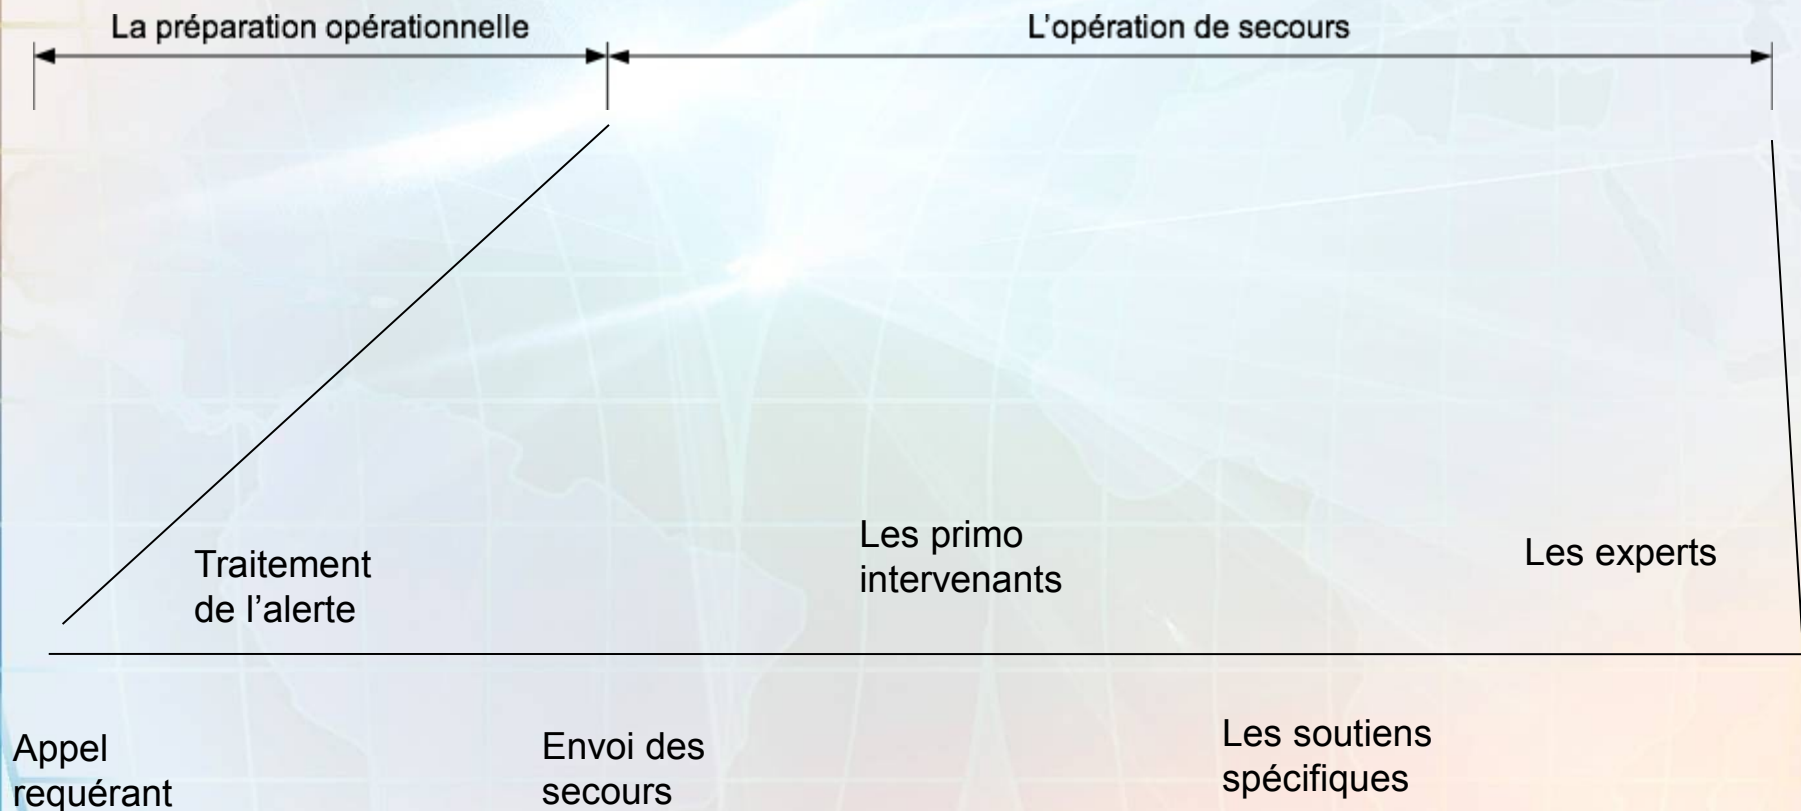 La préparation opérationnelle
L'opération de secours
Traitement
de l’alerte
Les primo
intervenants
Les experts
Appel
requérant
Envoi des
secours
Les soutiens
spécifiques